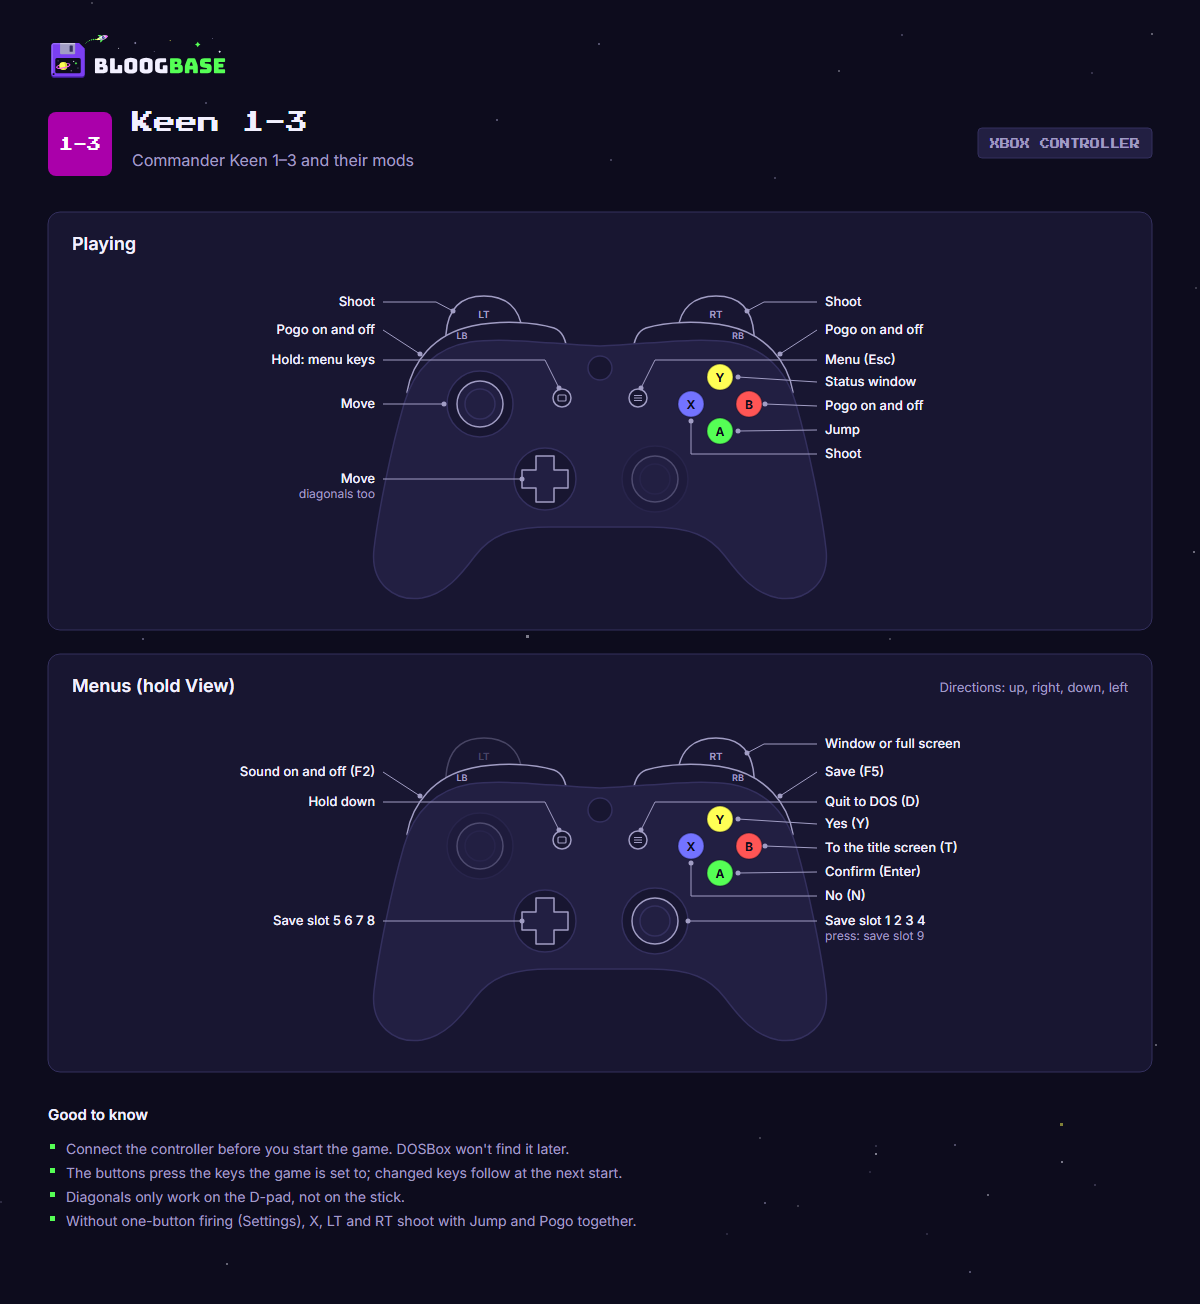 BLOOGBASE
1-3
Keen 1-3
Commander Keen 1–3 and their mods
XBOX CONTROLLER
Playing
Shoot
LT
RT
Shoot
Pogo on and off
LB
RB
Pogo on and off
Hold: menu keys
Menu (Esc)
Y
Status window
Move
X
B
Pogo on and off
A
Jump
Shoot
Move
diagonals too
Menus (hold View)
Directions: up, right, down, left
LT
RT
Window or full screen
Sound on and off (F2)
LB
RB
Save (F5)
Hold down
Quit to DOS (D)
Y
Yes (Y)
X
B
To the title screen (T)
A
Confirm (Enter)
No (N)
Save slot 5 6 7 8
Save slot 1 2 3 4
press: save slot 9
Good to know
Connect the controller before you start the game. DOSBox won't find it later.
The buttons press the keys the game is set to; changed keys follow at the next start.
Diagonals only work on the D-pad, not on the stick.
Without one-button firing (Settings), X, LT and RT shoot with Jump and Pogo together.